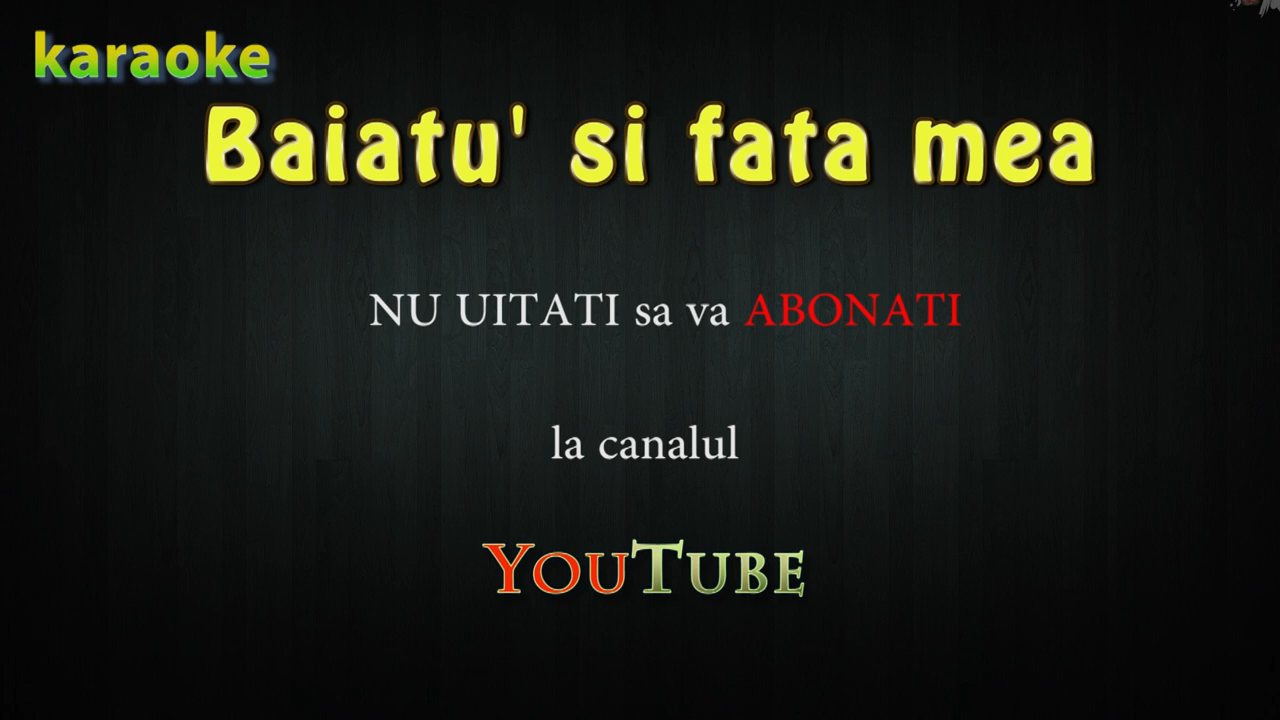 karaoke
Baiatu' si fata mea
NU UITATI sa va ABONATI
la canalul
YOUTUBE